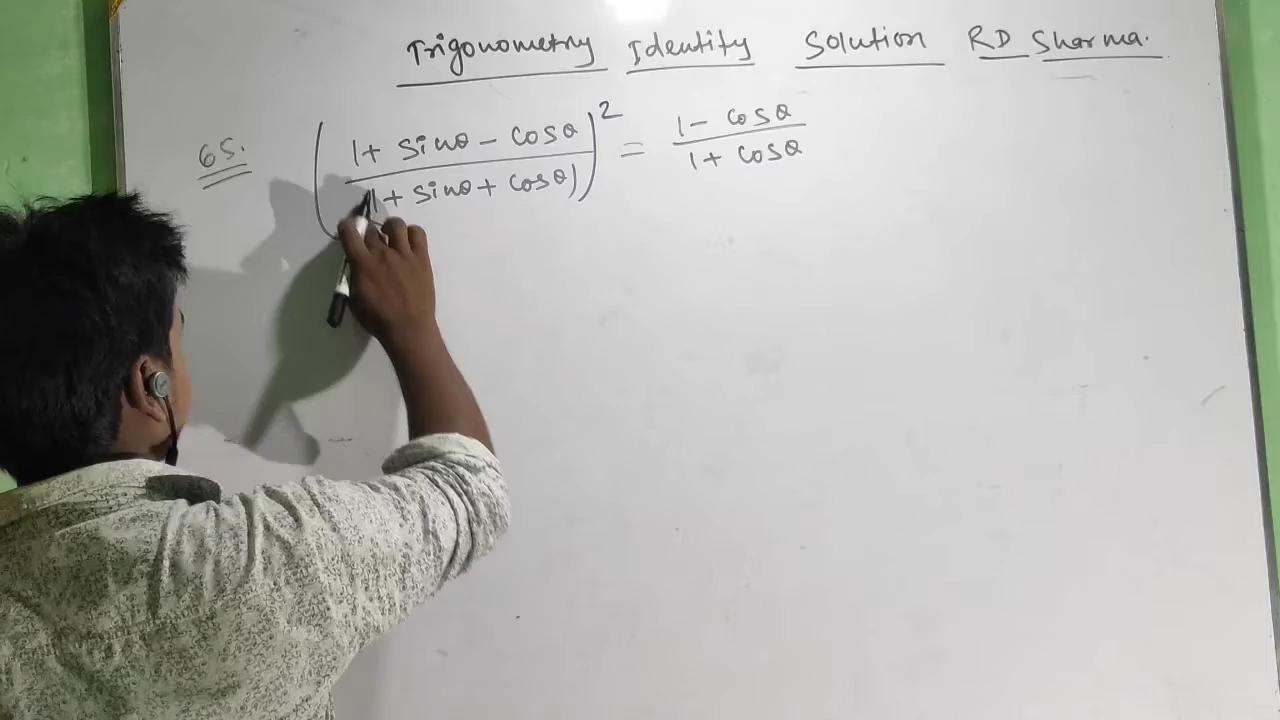 Trigonometry Identity Solution RD Sharma.
65. (1 + sinθ - cosθ / 1 + sinθ + cosθ)² = 1 - cosθ / 1 + cosθ